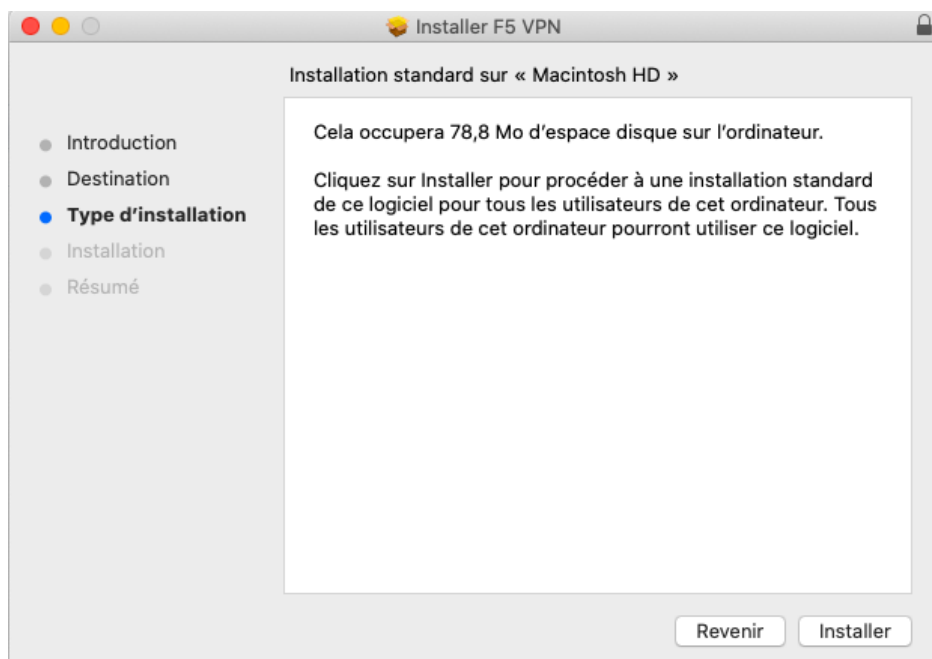 Installer F5 VPN
Installation standard sur « Macintosh HD »
Introduction
Destination
Type d’installation
Installation
Résumé
Cela occupera 78,8 Mo d’espace disque sur l’ordinateur.
Cliquez sur Installer pour procéder à une installation standard
de ce logiciel pour tous les utilisateurs de cet ordinateur. Tous
les utilisateurs de cet ordinateur pourront utiliser ce logiciel.
Revenir
Installer